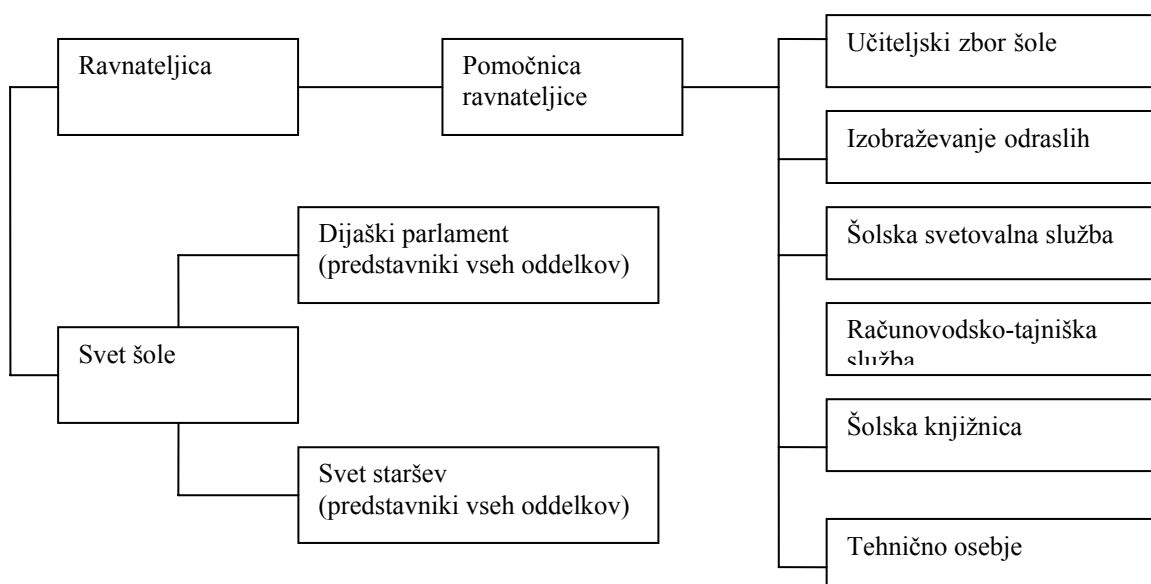 Ravnateljica
Pomočnica
ravnateljice
Učiteljski zbor šole
Izobraževanje odraslih
Dijaški parlament
(predstavniki vseh oddelkov)
Šolska svetovalna služba
Svet šole
Računovodsko-tajniška
služba
Šolska knjižnica
Svet staršev
(predstavniki vseh oddelkov)
Tehnično osebje